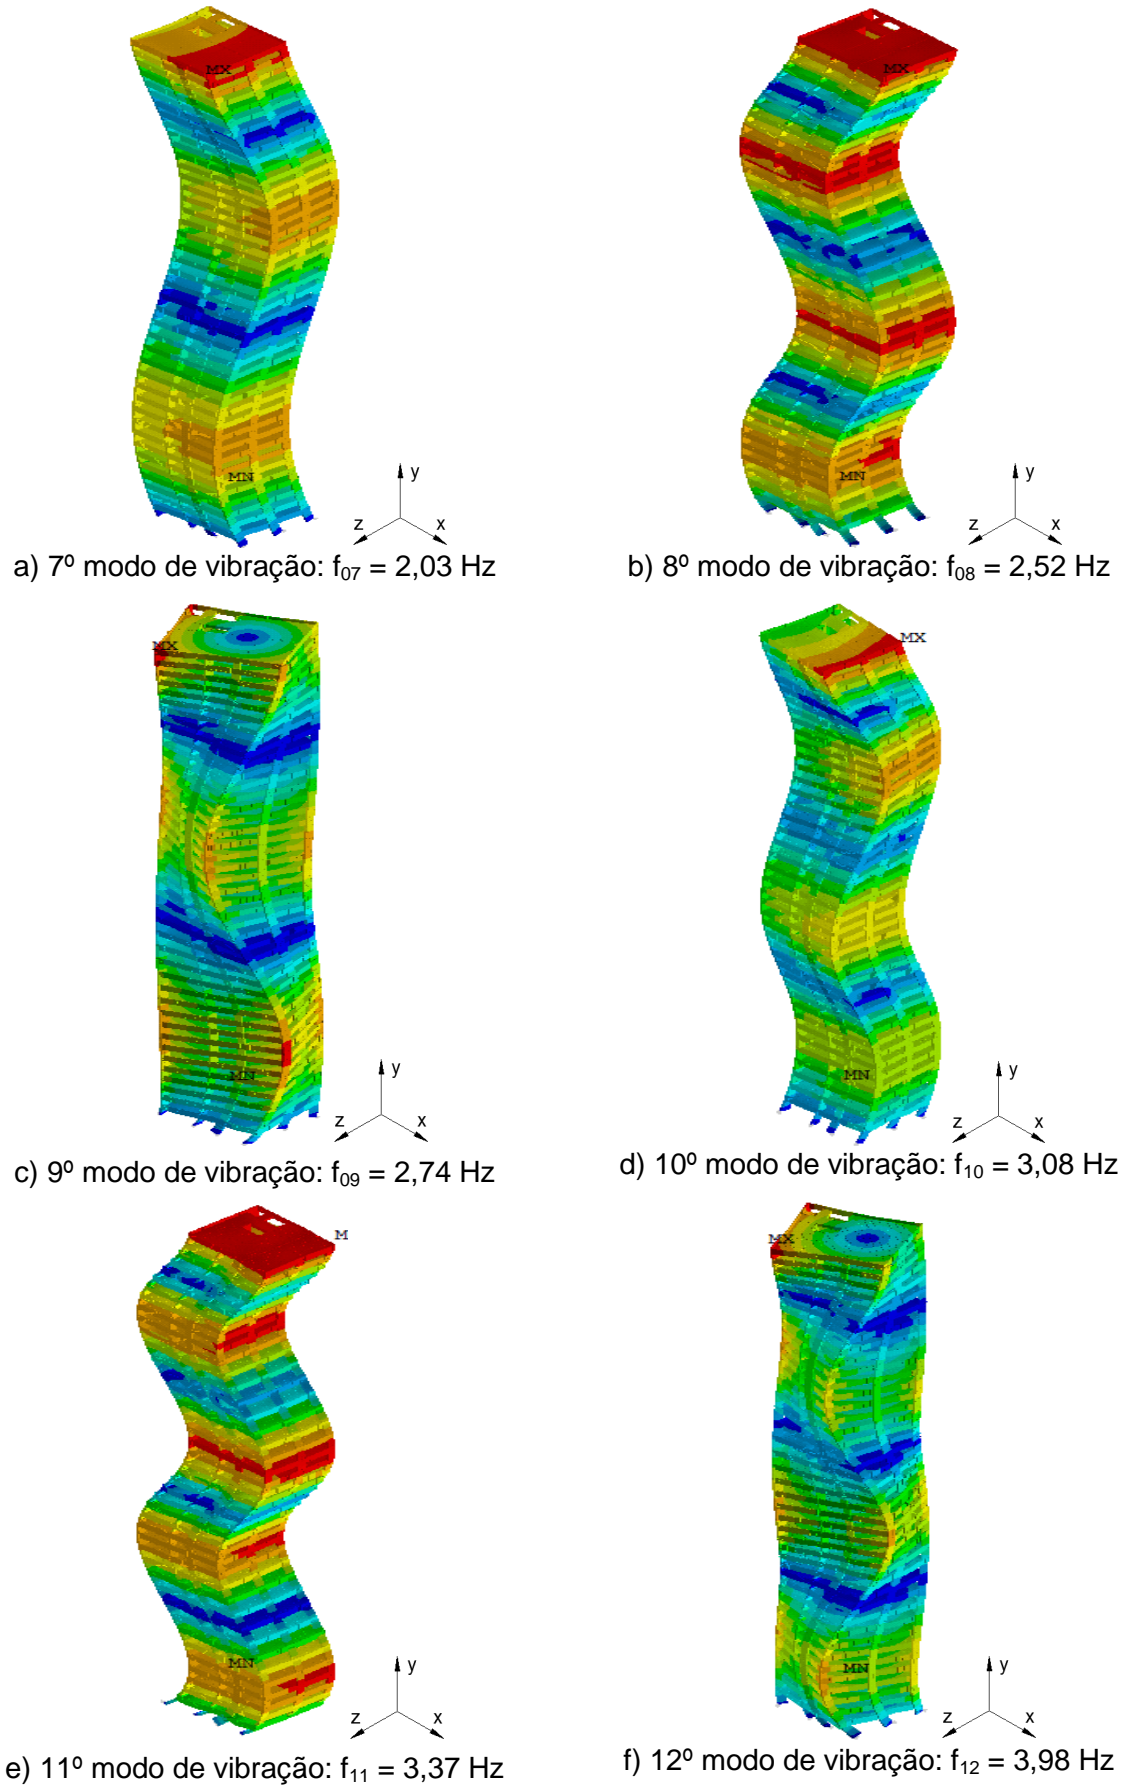 MX
MX
MN
MN
y
z
x
y
z
x
a) 7º modo de vibração: f07 = 2,03 Hz
b) 8º modo de vibração: f08 = 2,52 Hz
MX
MX
MN
MN
y
z
x
y
z
x
c) 9º modo de vibração: f09 = 2,74 Hz
d) 10º modo de vibração: f10 = 3,08 Hz
M
MX
MN
MN
y
z
x
y
z
x
e) 11º modo de vibração: f11 = 3,37 Hz
f) 12º modo de vibração: f12 = 3,98 Hz